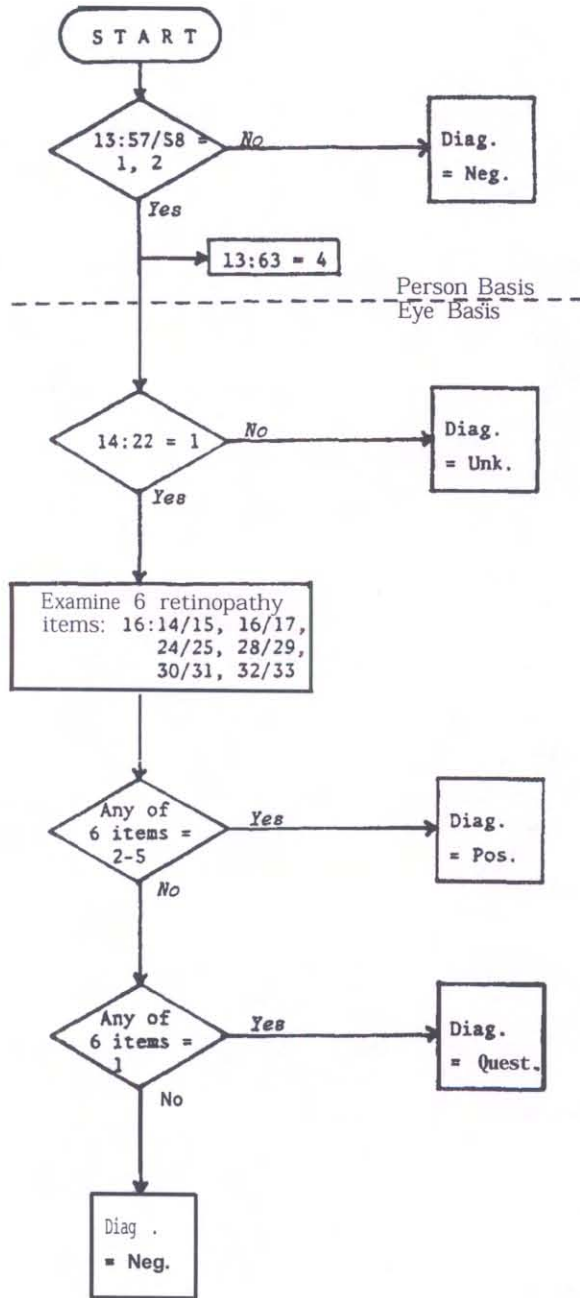 S T A R T
13:57/58 =
1, 2
No
Diag.
= Neg.
Yes
13:63 = 4
Person Basis
Eye Basis
14:22 = 1
No
Diag.
= Unk.
Yes
Examine 6 retinopathy
items: 16:14/15, 16/17,
24/25, 28/29,
30/31, 32/33
Any of
6 items =
2-5
Yes
Diag.
= Pos.
No
Any of
6 items =
1
Yes
Diag.
= Quest.
No
Diag .
= Neg.